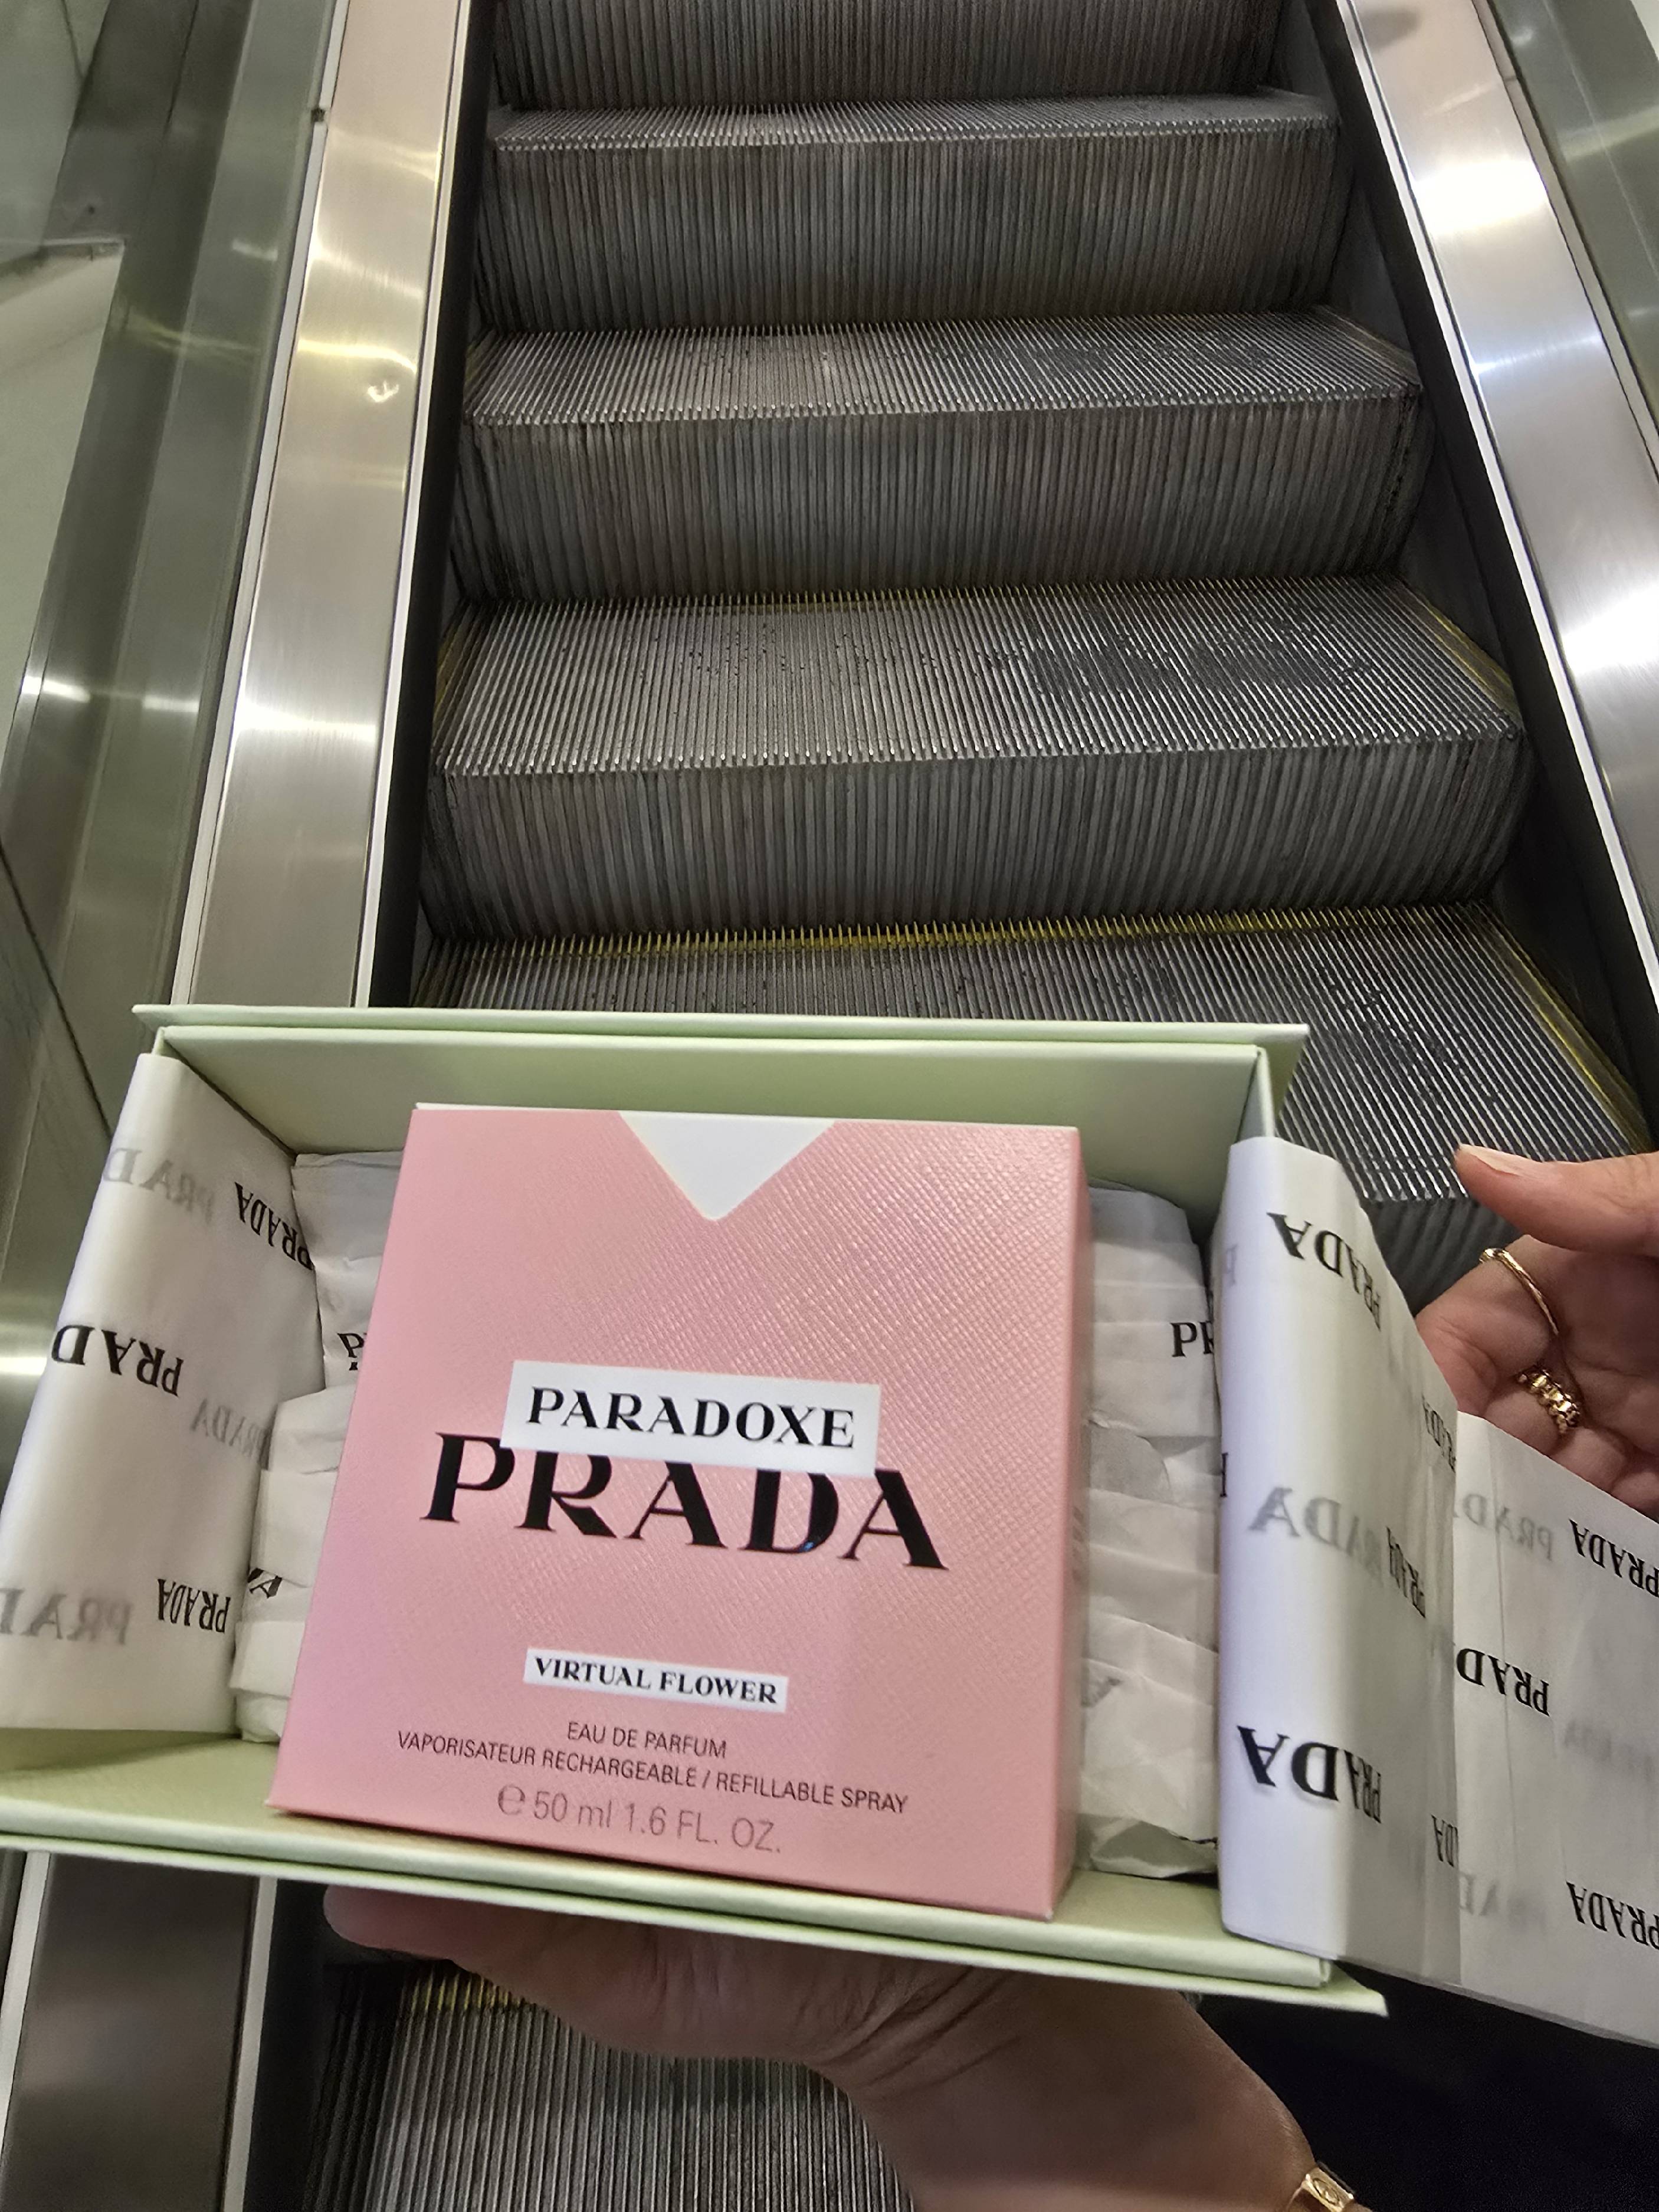 PARADOXE
PRADA
VIRTUAL FLOWER
EAU DE PARFUM
VAPORISATEUR RECHARGEABLE / REFILLABLE SPRAY
℮ 50 ml 1.6 FL. OZ.
PRADA
PRADA
PRADA
PRADA
PRADA
PRADA
PRADA